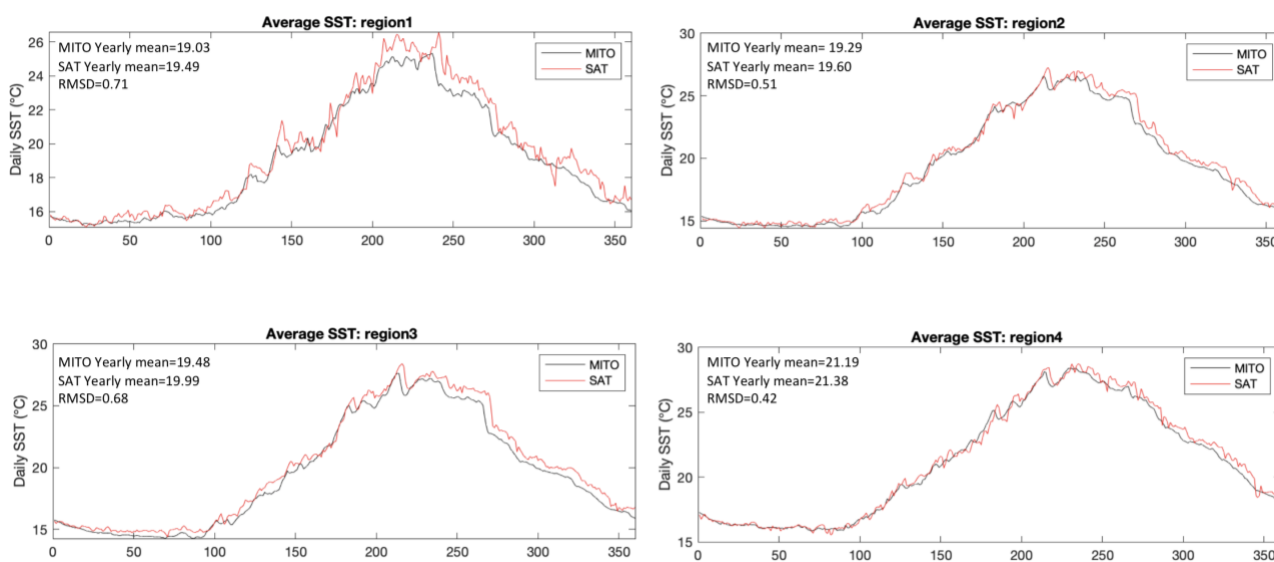 Average SST: region1
MITO Yearly mean=19.03
SAT Yearly mean=19.49
RMSD=0.71
MITO
SAT
Daily SST (°C)
26
24
22
20
18
16
0 50 100 150 200 250 300 350
Average SST: region2
MITO Yearly mean= 19.29
SAT Yearly mean= 19.60
RMSD=0.51
MITO
SAT
Daily SST (°C)
30
25
20
15
0 50 100 150 200 250 300 350
Average SST: region3
MITO Yearly mean=19.48
SAT Yearly mean=19.99
RMSD=0.68
MITO
SAT
Daily SST (°C)
30
25
20
15
0 50 100 150 200 250 300 350
Average SST: region4
MITO Yearly mean=21.19
SAT Yearly mean=21.38
RMSD=0.42
MITO
SAT
Daily SST (°C)
30
25
20
15
0 50 100 150 200 250 300 350